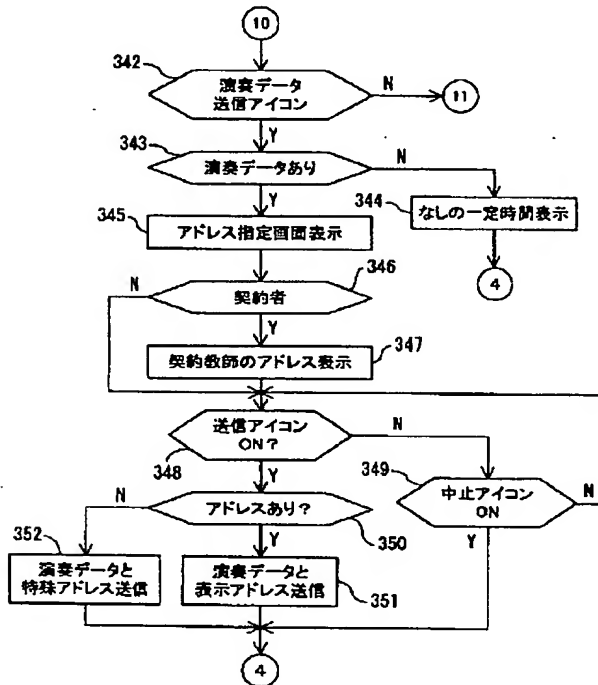 10
342
演奏データ
送信アイコン
N
11
Y
343
演奏データあり
N
Y
344
なしの一定時間表示
345
アドレス指定画面表示
4
346
N
契約者
Y
347
契約教師のアドレス表示
送信アイコン
ON?
N
348
Y
349
中止アイコン
ON
N
Y
N
アドレスあり?
350
352
Y
演奏データと
特殊アドレス送信
演奏データと
表示アドレス送信
351
4